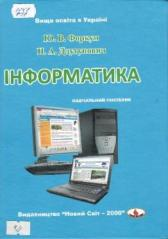 Вища освіта в Україні
Ю. В. Форкун
Н. А. Длугунович
ІНФОРМАТИКА
НАВЧАЛЬНИЙ ПОСІБНИК
Видавництво "Новий Світ - 2000"